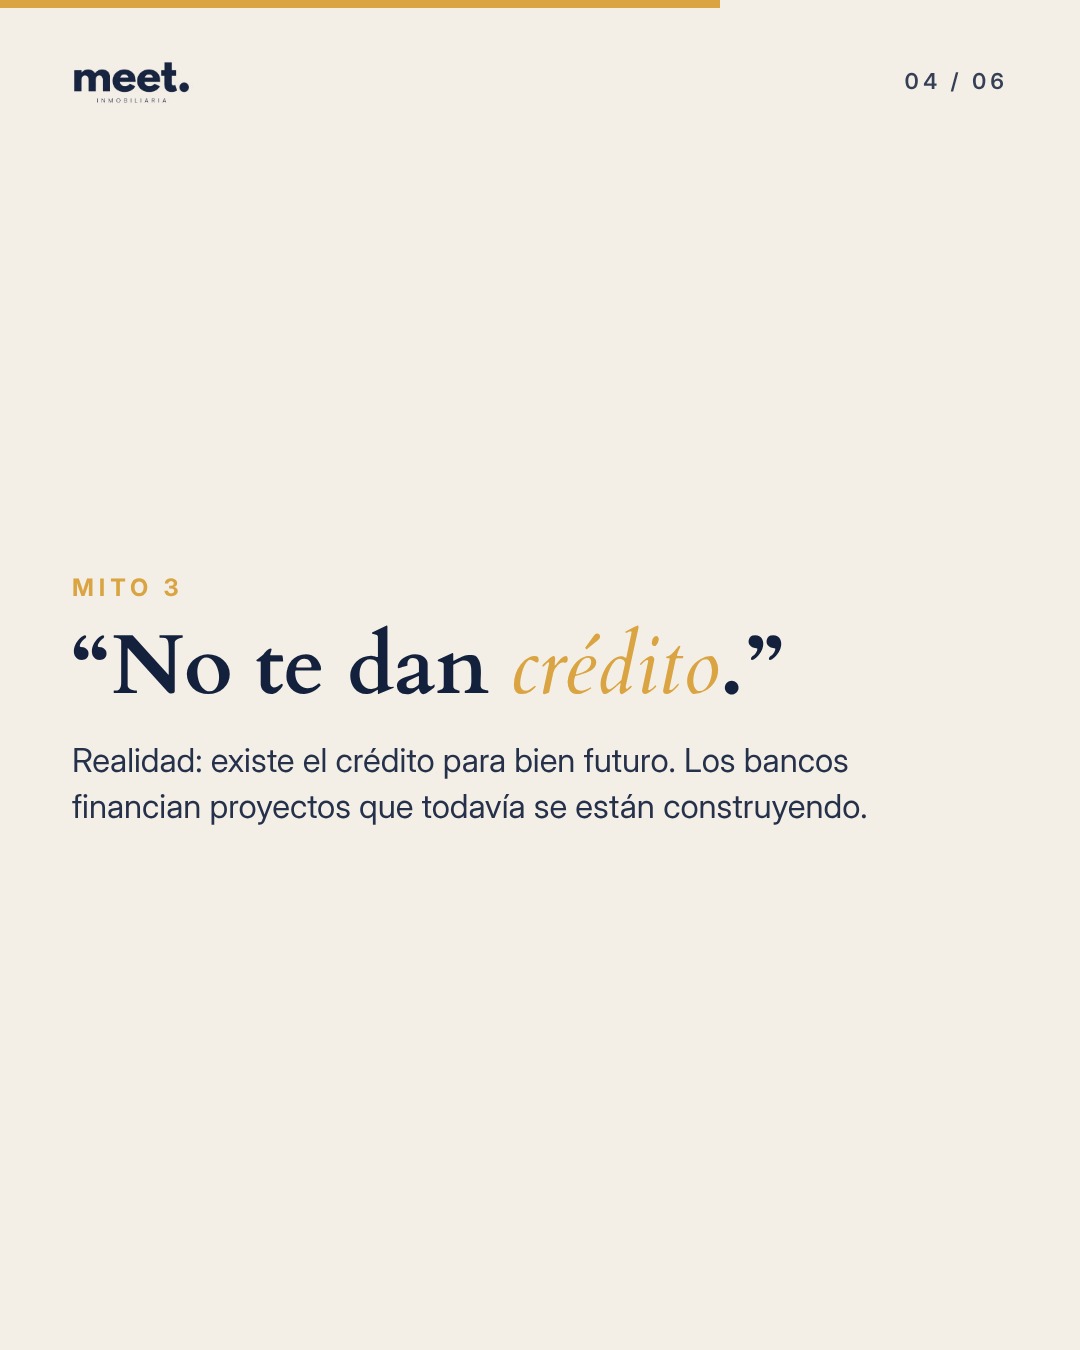 meet.
INMOBILIARIA
04 / 06
MITO 3
“No te dan crédito.”
Realidad: existe el crédito para bien futuro. Los bancos
financian proyectos que todavía se están construyendo.